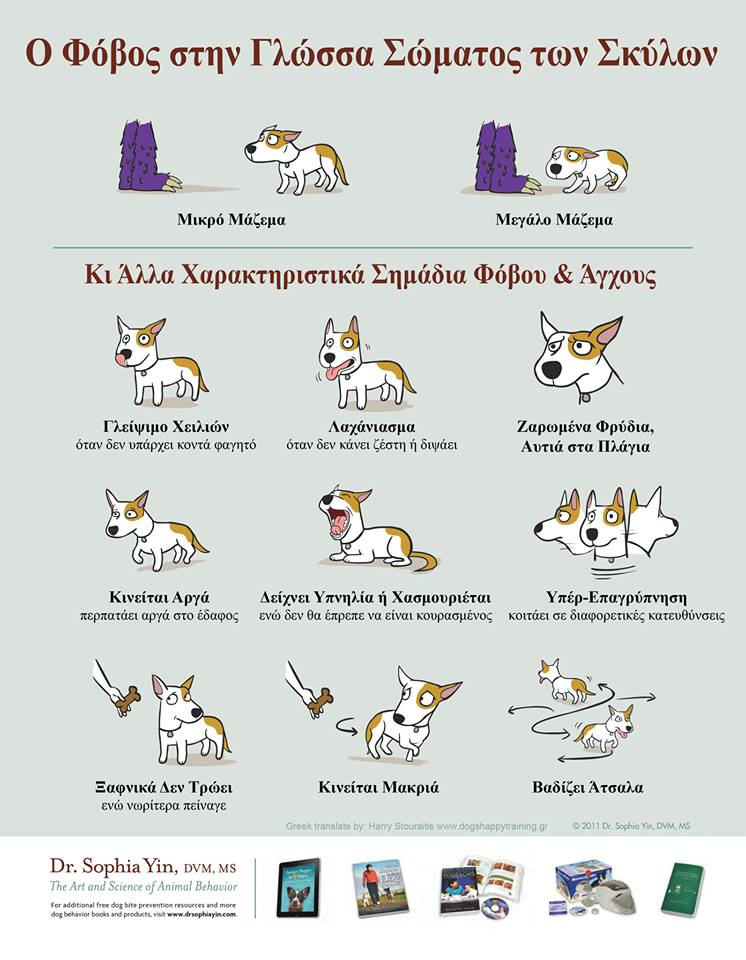 Ο Φόβος στην Γλώσσα Σώματος των Σκύλων
Μικρό Μάζεμα
Μεγάλο Μάζεμα
Κι Άλλα Χαρακτηριστικά Σημάδια Φόβου & Άγχους
Γλείψιμο Χειλιών
όταν δεν υπάρχει κοντά φαγητό
Λαχάνιασμα
όταν δεν κάνει ζέστη ή διψάει
Ζαρωμένα Φρύδια,
Αυτιά στα Πλάγια
Κινείται Αργά
περπατάει αργά στο έδαφος
Δείχνει Υπνηλία ή Χασμουριέται
ενώ δεν θα έπρεπε να είναι κουρασμένος
Υπέρ-Επαγρύπνηση
κοιτάει σε διαφορετικές κατευθύνσεις
Ξαφνικά Δεν Τρώει
ενώ νωρίτερα πείναγε
Κινείται Μακριά
Βαδίζει Άτσαλα
Greek translate by: Harry Stouraitis www.dogshappytraining.gr
© 2011 Dr. Sophia Yin, DVM, MS
Dr. Sophia Yin, DVM, MS
The Art and Science of Animal Behavior
For additional free dog bite prevention resources and more
dog behavior books and products, visit www.drsophiayin.com.